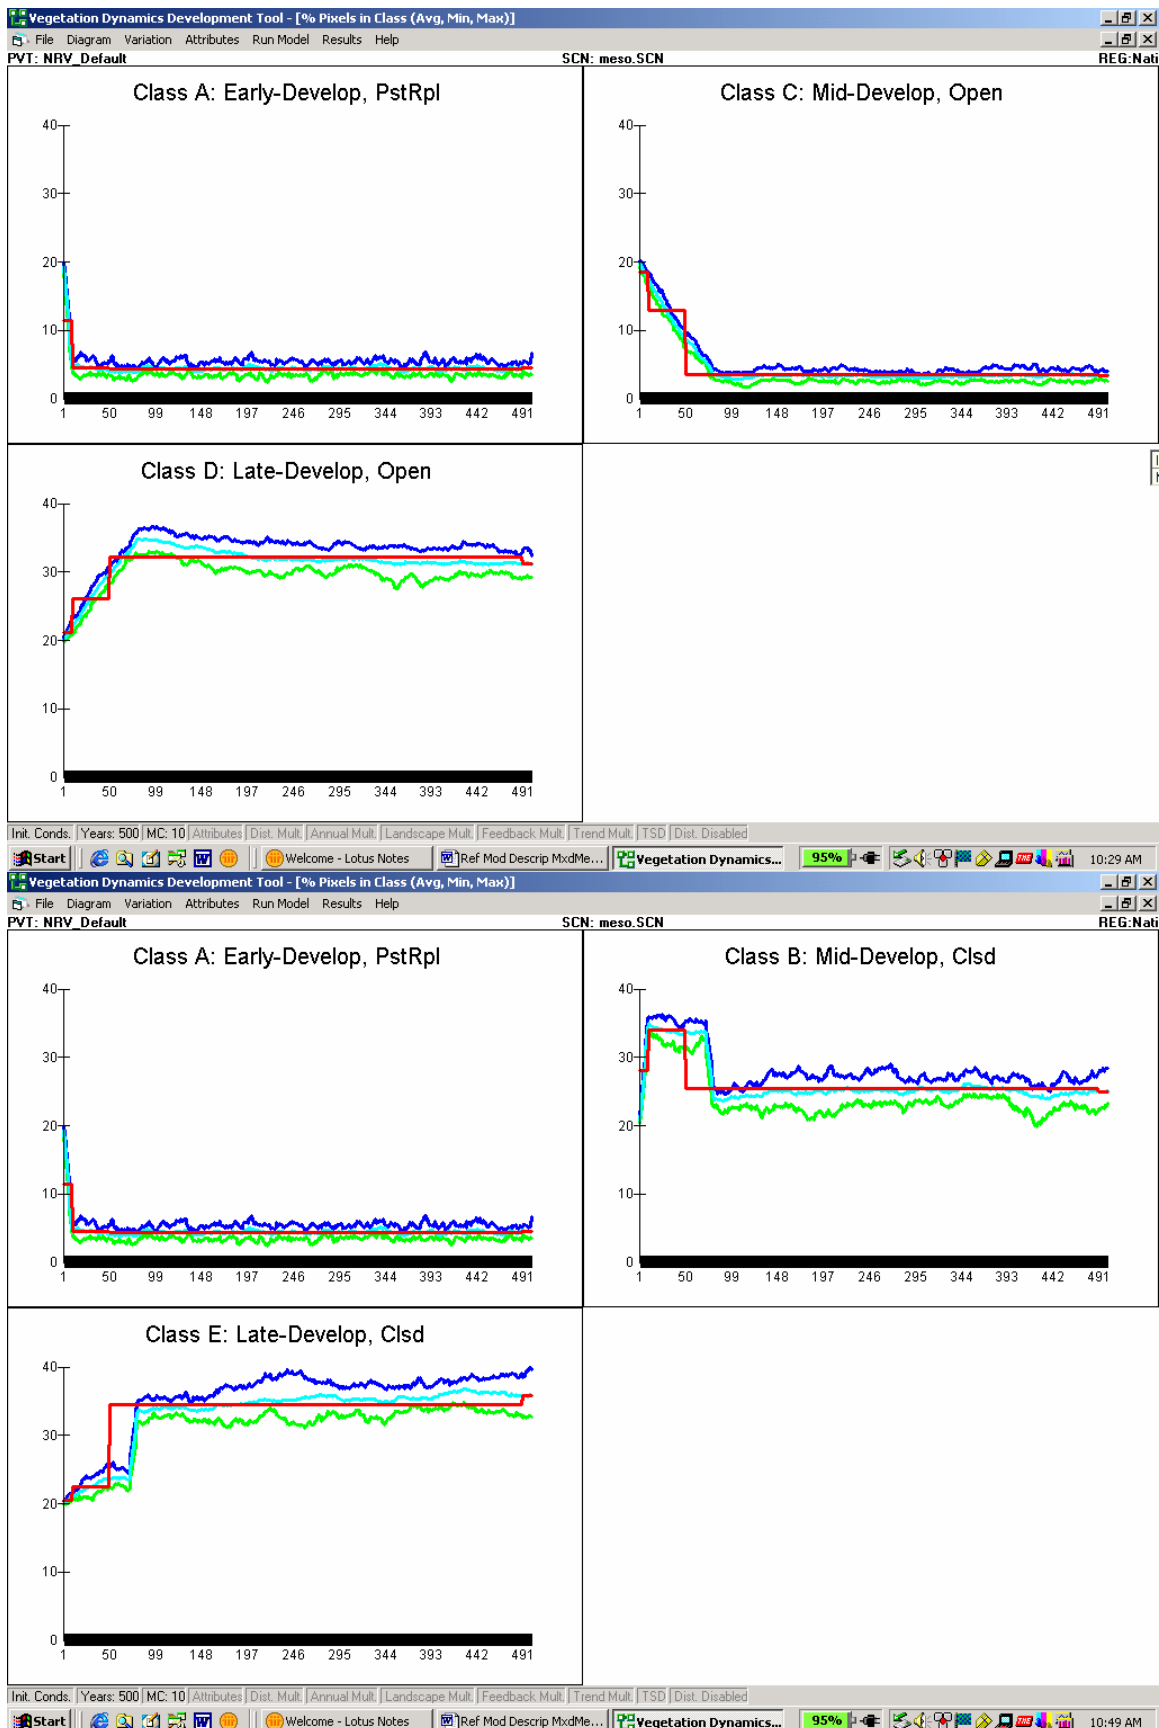 Vegetation Dynamics Development Tool - [% Pixels in Class (Avg, Min, Max)]
File Diagram Variation Attributes Run Model Results Help
PVT: NRV_Default SCN: meso.SCN REG:Nati
Class A: Early-Develop, PstRpl
40
30
20
10
0
1 50 99 148 197 246 295 344 393 442 491
Class C: Mid-Develop, Open
40
30
20
10
0
1 50 99 148 197 246 295 344 393 442 491
Class D: Late-Develop, Open
40
30
20
10
0
1 50 99 148 197 246 295 344 393 442 491
Init. Conds. Years: 500 MC: 10 Attributes Dist. Mult. Annual Mult. Landscape Mult. Feedback Mult. Trend Mult. TSD Dist. Disabled
Start Welcome - Lotus Notes Ref Mod Descrip MxdMe... Vegetation Dynamics... 95% 10:29 AM
Vegetation Dynamics Development Tool - [% Pixels in Class (Avg, Min, Max)]
File Diagram Variation Attributes Run Model Results Help
PVT: NRV_Default SCN: meso.SCN REG:Nati
Class A: Early-Develop, PstRpl
40
30
20
10
0
1 50 99 148 197 246 295 344 393 442 491
Class B: Mid-Develop, Clsd
40
30
20
10
0
1 50 99 148 197 246 295 344 393 442 491
Class E: Late-Develop, Clsd
40
30
20
10
0
1 50 99 148 197 246 295 344 393 442 491
Init. Conds. Years: 500 MC: 10 Attributes Dist. Mult. Annual Mult. Landscape Mult. Feedback Mult. Trend Mult. TSD Dist. Disabled
Start Welcome - Lotus Notes Ref Mod Descrip MxdMe... Vegetation Dynamics... 95% 10:49 AM